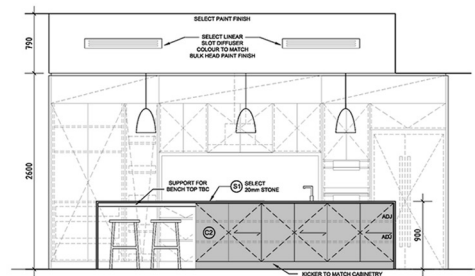 SELECT PAINT FINISH
790
SELECT LINEAR
SLOT DIFFUSER
COLOUR TO MATCH
BULK HEAD PAINT FINISH
2600
SUPPORT FOR
BENCH TOP TBC
S1
SELECT
20mm STONE
C2
ADJ
ADJ
900
KICKER TO MATCH CABINETRY